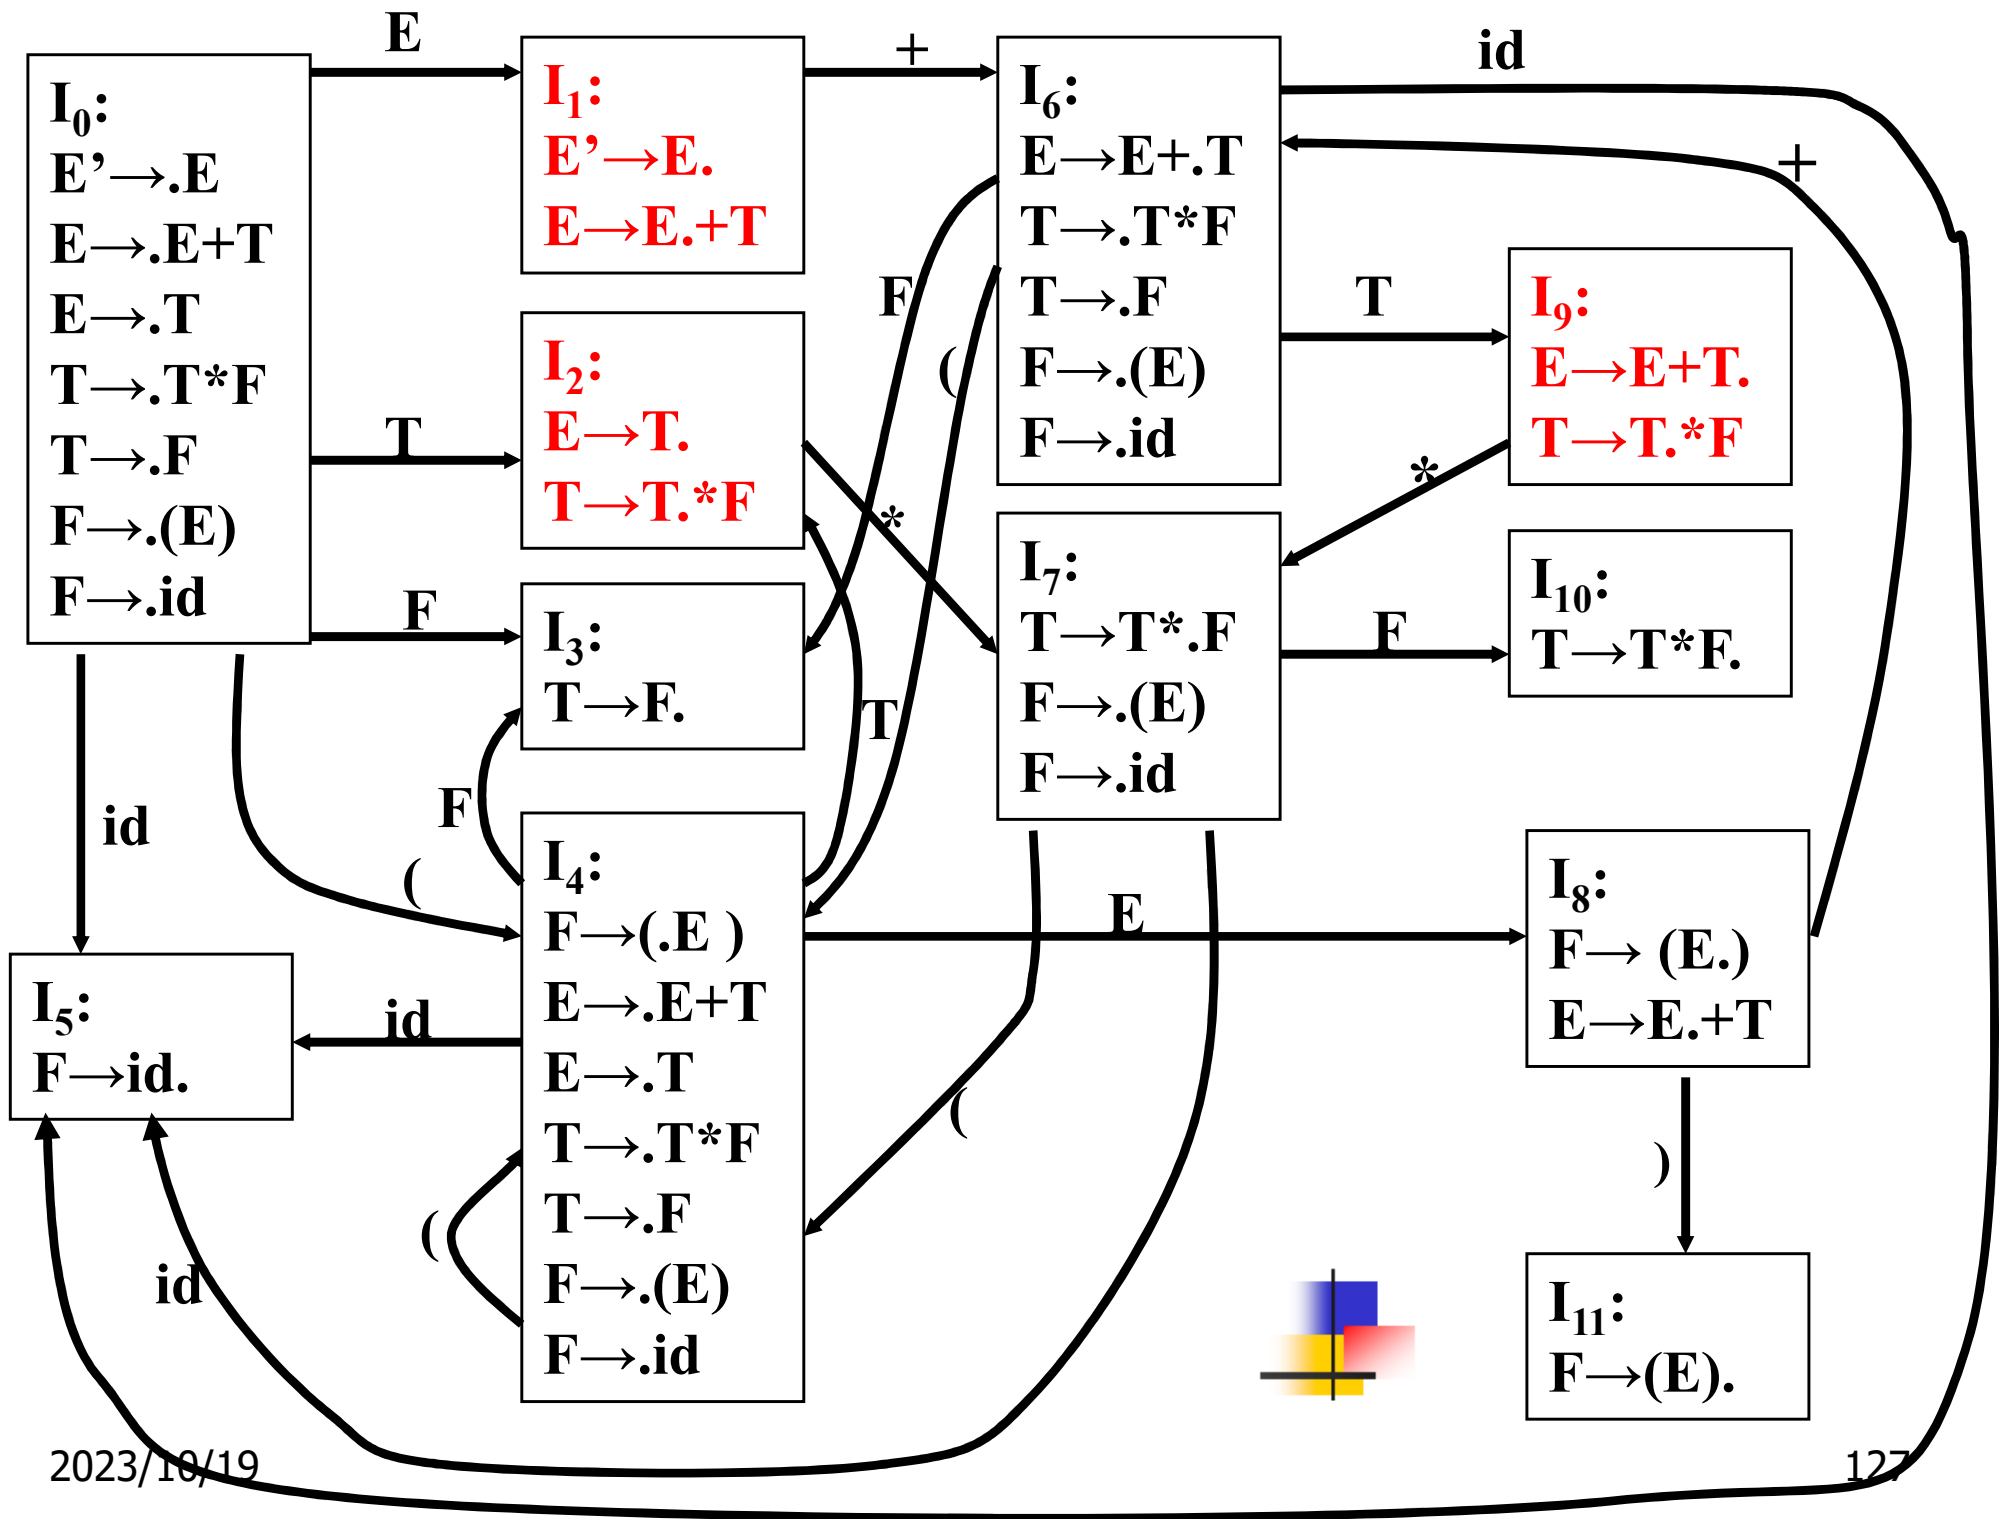 E
I0:
E’→.E
E→.E+T
E→.T
T→.T*F
T→.F
F→.(E)
F→.id
I1:
E’→E.
E→E.+T
+
I6:
E→E+.T
T→.T*F
T→.F
F→.(E)
F→.id
id
+
F
(
T
I9:
E→E+T.
T→T.*F
T
I2:
E→T.
T→T.*F
*
*
F
I3:
T→F.
I7:
T→T*.F
F→.(E)
F→.id
F
I10:
T→T*F.
T
F
id
(
I4:
F→(.E )
E→.E+T
E→.T
T→.T*F
T→.F
F→.(E)
F→.id
E
I8:
F→ (E.)
E→E.+T
I5:
F→id.
id
(
)
(
id
I11:
F→(E).
2023/10/19
127